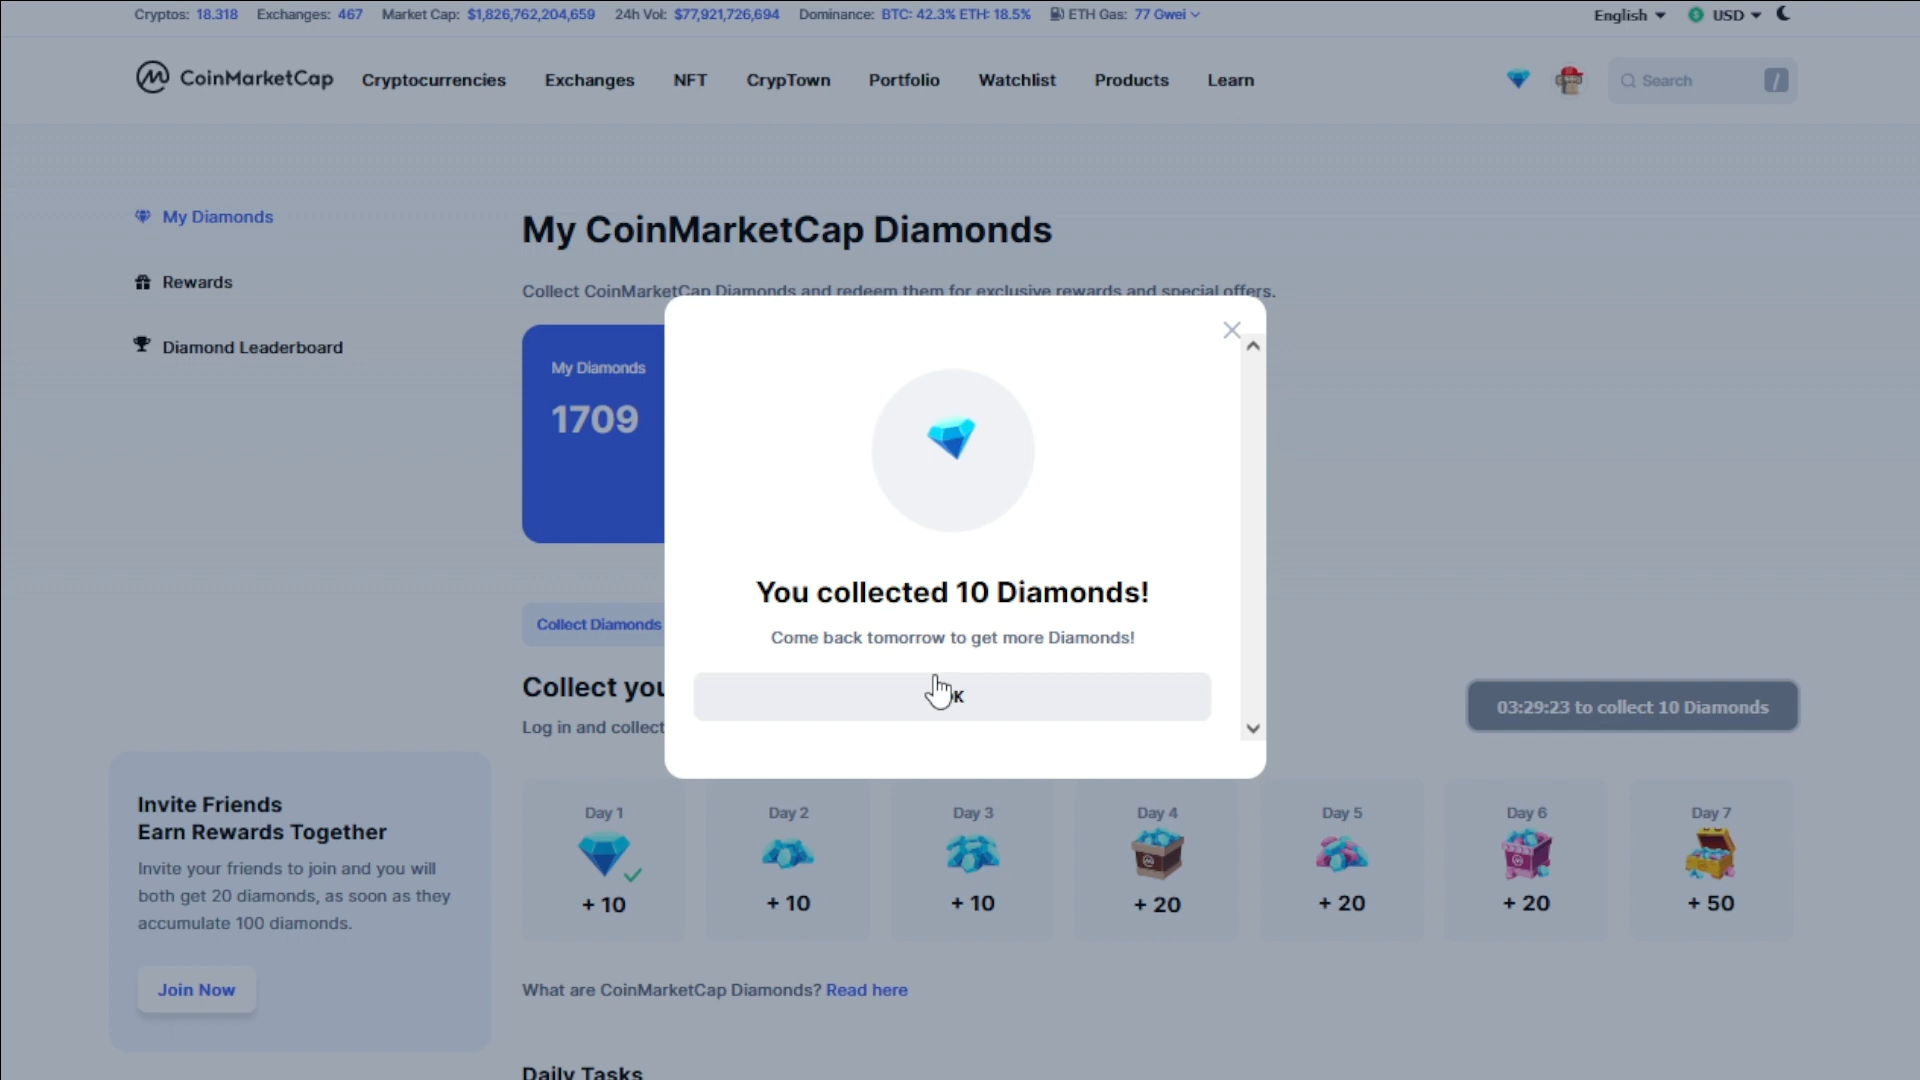 Cryptos: 18.318 Exchanges: 467 Market Cap: $1,826,762,204,659 24h Vol: $77,921,726,694 Dominance: BTC: 42.3% ETH: 18.5% ETH Gas: 77 Gwei English USD
CoinMarketCap Cryptocurrencies Exchanges NFT CrypTown Portfolio Watchlist Products Learn Search /
My Diamonds
Rewards
Diamond Leaderboard
My CoinMarketCap Diamonds
Collect CoinMarketCap Diamonds and redeem them for exclusive rewards and special offers.
My Diamonds
1709
You collected 10 Diamonds!
Come back tomorrow to get more Diamonds!
Collect Diamonds
Collect
Log in and collect
03:29:23 to collect 10 Diamonds
Day 1 Day 2 Day 3 Day 4 Day 5 Day 6 Day 7
+ 10 + 10 + 10 + 20 + 20 + 20 + 50
What are CoinMarketCap Diamonds? Read here
Daily Tasks
Invite Friends
Earn Rewards Together
Invite your friends to join and you will
both get 20 diamonds, as soon as they
accumulate 100 diamonds.
Join Now